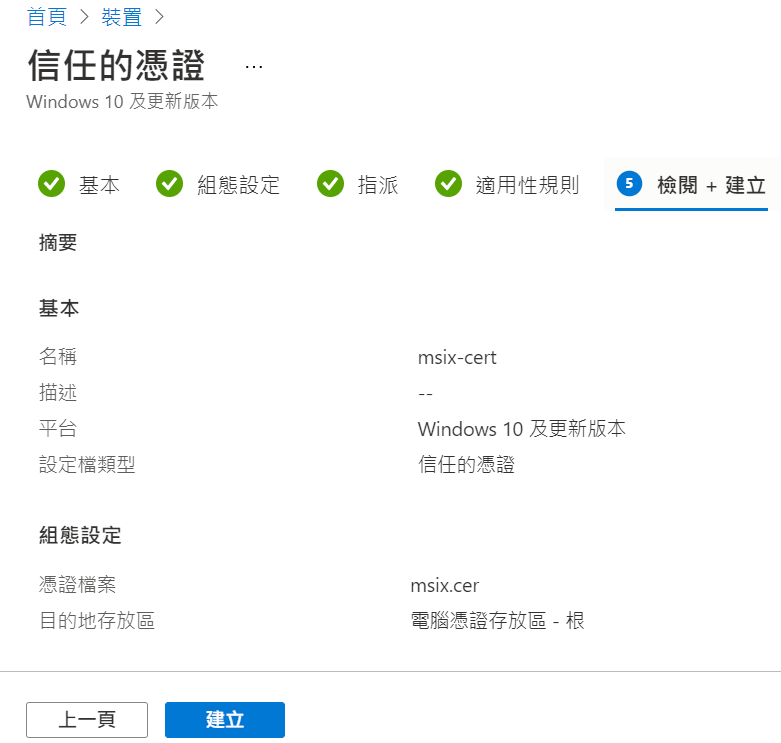 首頁 > 裝置 >
信任的憑證 ...
Windows 10 及更新版本
基本 組態設定 指派 適用性規則 5 檢閱 + 建立
摘要
基本
名稱 msix-cert
描述 --
平台 Windows 10 及更新版本
設定檔類型 信任的憑證
組態設定
憑證檔案 msix.cer
目的地存放區 電腦憑證存放區 - 根
上一頁 建立